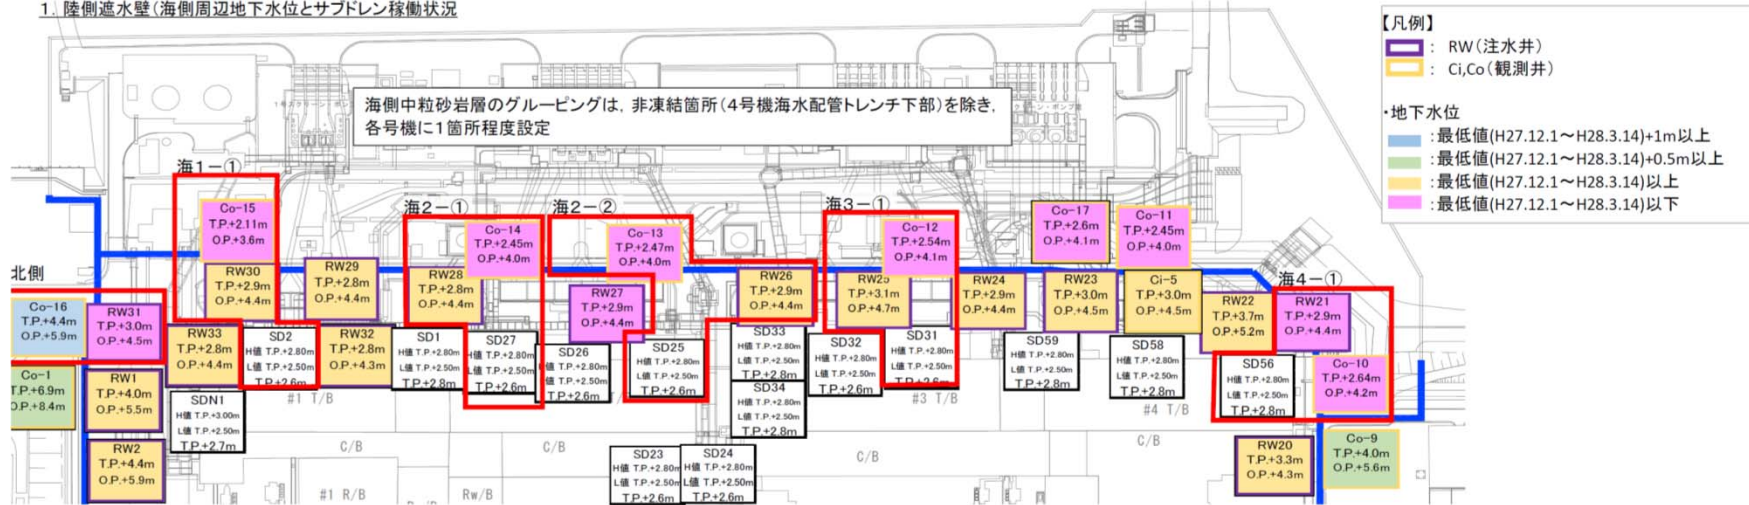 1. 陸側遮水壁(海側周辺地下水位とサブドレン稼働状況
【凡例】
: RW(注水井)
: Ci,Co(観測井)
・地下水位
:最低値(H27.12.1～H28.3.14)+1m以上
:最低値(H27.12.1～H28.3.14)+0.5m以上
:最低値(H27.12.1～H28.3.14)以上
:最低値(H27.12.1～H28.3.14)以下
海側中粒砂岩層のグルーピングは，非凍結箇所(4号機海水配管トレンチ下部)を除き，
各号機に1箇所程度設定
海1－①
Co-15
T.P.+2.11m
O.P.+3.6m
海2－①
Co-14
T.P.+2.45m
O.P.+4.0m
海2－②
Co-13
T.P.+2.47m
O.P.+4.0m
海3－①
Co-12
T.P.+2.54m
O.P.+4.1m
Co-17
T.P.+2.6m
O.P.+4.1m
Co-11
T.P.+2.45m
O.P.+4.0m
海4－①
北側
Co-16
T.P.+4.4m
O.P.+5.9m
RW31
T.P.+3.0m
O.P.+4.5m
RW30
T.P.+2.9m
O.P.+4.4m
RW29
T.P.+2.8m
O.P.+4.4m
RW28
T.P.+2.8m
O.P.+4.4m
RW27
T.P.+2.9m
O.P.+4.4m
RW26
T.P.+2.9m
O.P.+4.4m
RW25
T.P.+3.1m
O.P.+4.7m
RW24
T.P.+2.9m
O.P.+4.4m
RW23
T.P.+3.0m
O.P.+4.5m
Ci-5
T.P.+3.0m
O.P.+4.5m
RW22
T.P.+3.7m
O.P.+5.2m
RW21
T.P.+2.9m
O.P.+4.4m
RW33
T.P.+2.8m
O.P.+4.4m
SD2
H値 T.P.+2.80m
L値 T.P.+2.50m
T.P.+2.6m
RW32
T.P.+2.8m
O.P.+4.3m
SD1
H値 T.P.+2.80m
L値 T.P.+2.50m
T.P.+2.8m
SD27
H値 T.P.+2.80m
L値 T.P.+2.50m
T.P.+2.6m
SD26
H値 T.P.+2.80m
L値 T.P.+2.50m
T.P.+2.6m
SD25
H値 T.P.+2.80m
L値 T.P.+2.50m
T.P.+2.6m
SD33
H値 T.P.+2.80m
L値 T.P.+2.50m
T.P.+2.8m
SD32
H値 T.P.+2.80m
L値 T.P.+2.50m
T.P.+2.6m
SD31
H値 T.P.+2.80m
L値 T.P.+2.50m
T.P.+2.6m
SD59
H値 T.P.+2.80m
L値 T.P.+2.50m
T.P.+2.8m
SD58
H値 T.P.+2.80m
L値 T.P.+2.50m
T.P.+2.8m
SD56
H値 T.P.+2.80m
L値 T.P.+2.50m
T.P.+2.8m
Co-10
T.P.+2.64m
O.P.+4.2m
Co-1
T.P.+6.9m
O.P.+8.4m
RW1
T.P.+4.0m
O.P.+5.5m
SDN1
H値 T.P.+3.00m
L値 T.P.+2.50m
T.P.+2.7m
#1 T/B
SD34
H値 T.P.+2.80m
L値 T.P.+2.50m
T.P.+2.8m
#3 T/B
#4 T/B
RW2
T.P.+4.4m
O.P.+5.9m
C/B
C/B
SD23
H値 T.P.+2.80m
L値 T.P.+2.50m
T.P.+2.6m
SD24
H値 T.P.+2.80m
L値 T.P.+2.50m
T.P.+2.6m
C/B
C/B
RW20
T.P.+3.3m
O.P.+4.3m
Co-9
T.P.+4.0m
O.P.+5.6m
#1 R/B
Rw/B